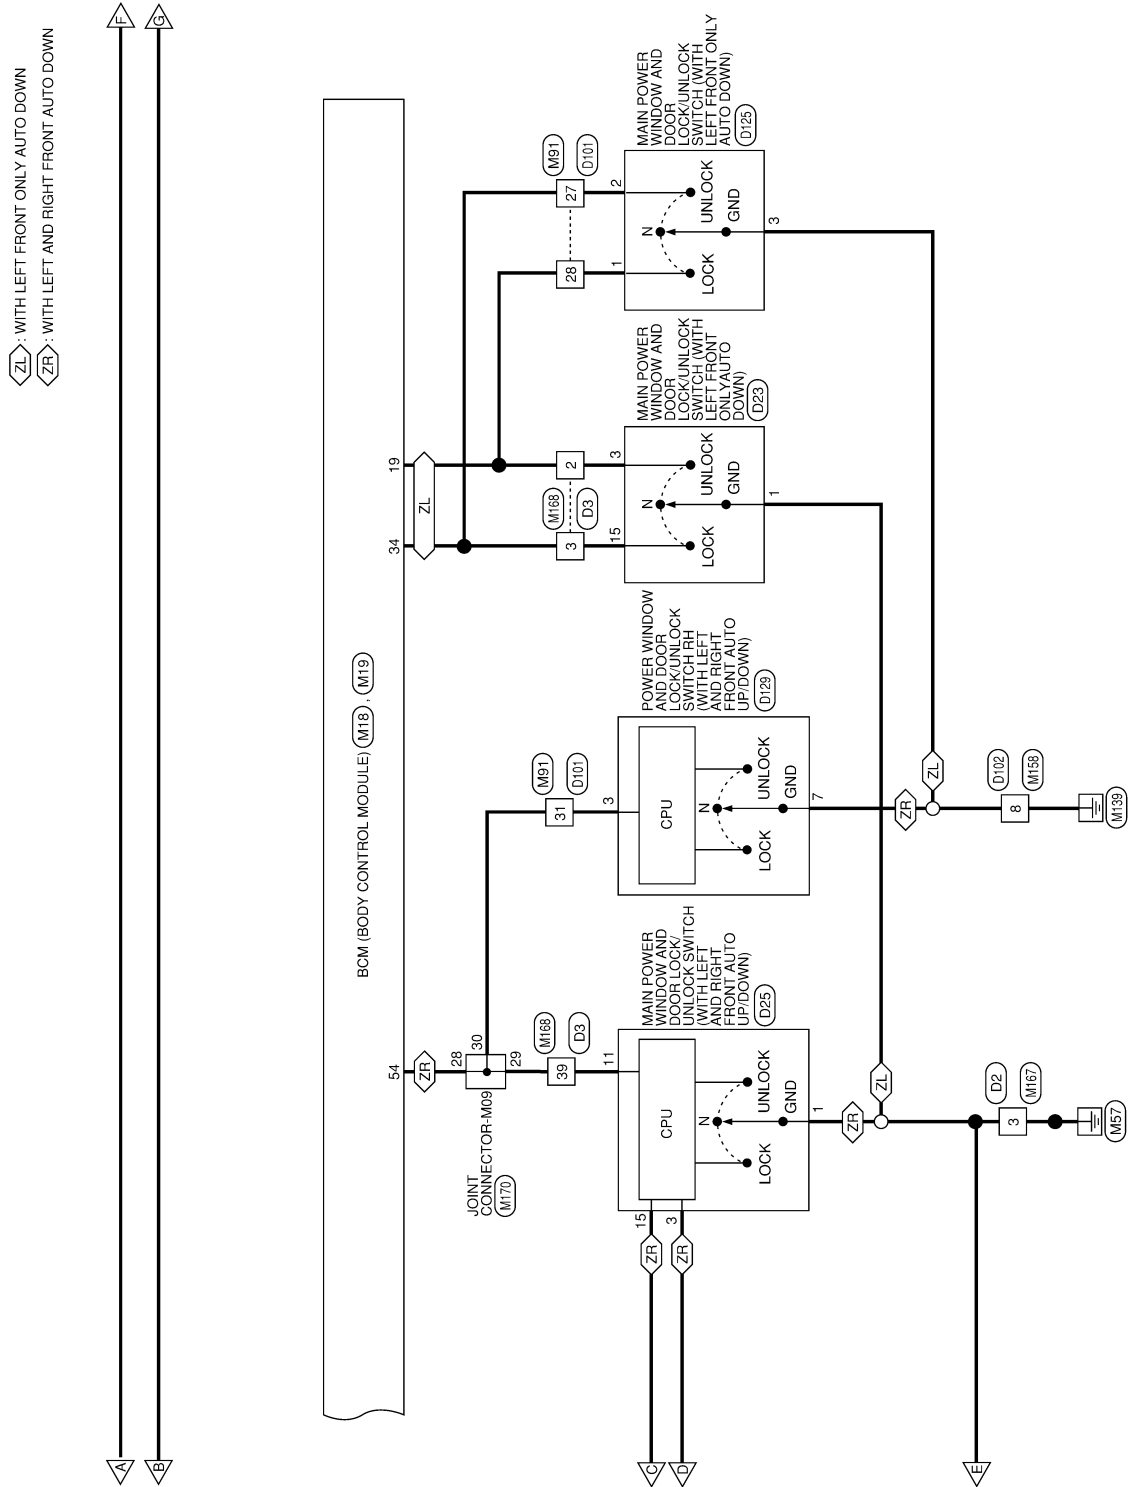 ZL : WITH LEFT FRONT ONLY AUTO DOWN
ZR : WITH LEFT AND RIGHT FRONT AUTO DOWN
A
F
B
G
BCM (BODY CONTROL MODULE) M18 , M19
54
34
19
ZR
ZL
28
30
29
JOINT
CONNECTOR-M09
M170
M168
39
D3
11
M91
31
D101
3
M168
3
2
D3
15
3
M91
28
27
D101
1
2
MAIN POWER
WINDOW AND
DOOR LOCK/
UNLOCK SWITCH
(WITH LEFT
AND RIGHT
FRONT AUTO
UP/DOWN)
D25
CPU
N
LOCK
UNLOCK
GND
15
3
1
ZR
ZR
C
D
POWER WINDOW
AND DOOR
LOCK/UNLOCK
SWITCH RH
(WITH LEFT
AND RIGHT
FRONT AUTO
UP/DOWN)
D129
CPU
N
LOCK
UNLOCK
GND
7
MAIN POWER
WINDOW AND
DOOR
LOCK/UNLOCK
SWITCH (WITH
LEFT FRONT
ONLYAUTO
DOWN)
D23
N
LOCK
UNLOCK
GND
1
MAIN POWER
WINDOW AND
DOOR
LOCK/UNLOCK
SWITCH (WITH
LEFT FRONT ONLY
AUTO DOWN)
D125
N
LOCK
UNLOCK
GND
3
ZR
ZL
ZR
ZL
E
D2
3
M167
M57
D102
8
M158
M139